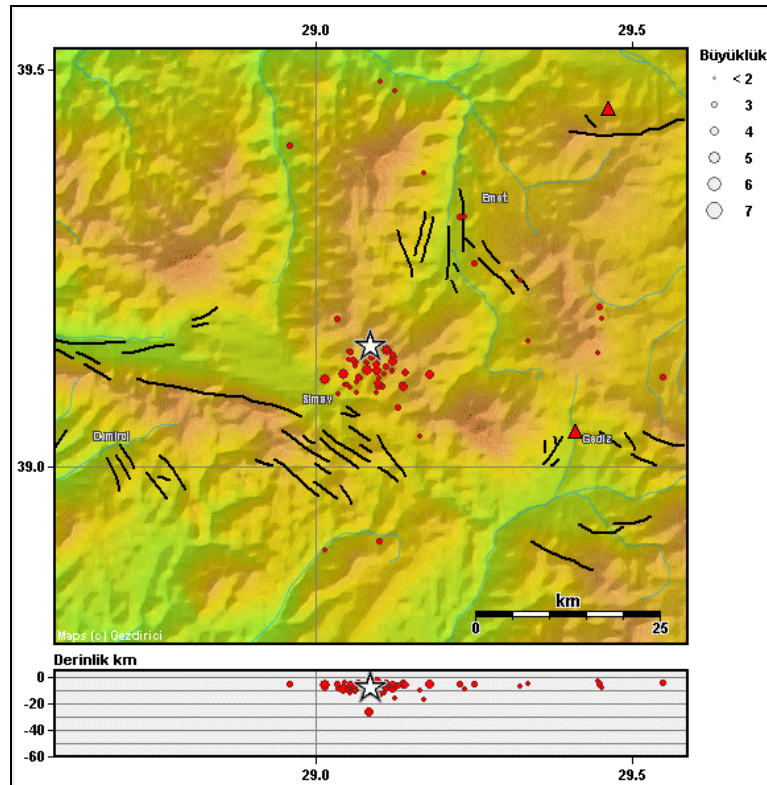 29.0 29.5
39.5
Büyüklük
< 2
3
4
5
6
7
Emet
Simav
Demirci
Gediz
39.0
km
0 25
Maps (c) Gezdirici
Derinlik km
0
-20
-40
-60
29.0 29.5